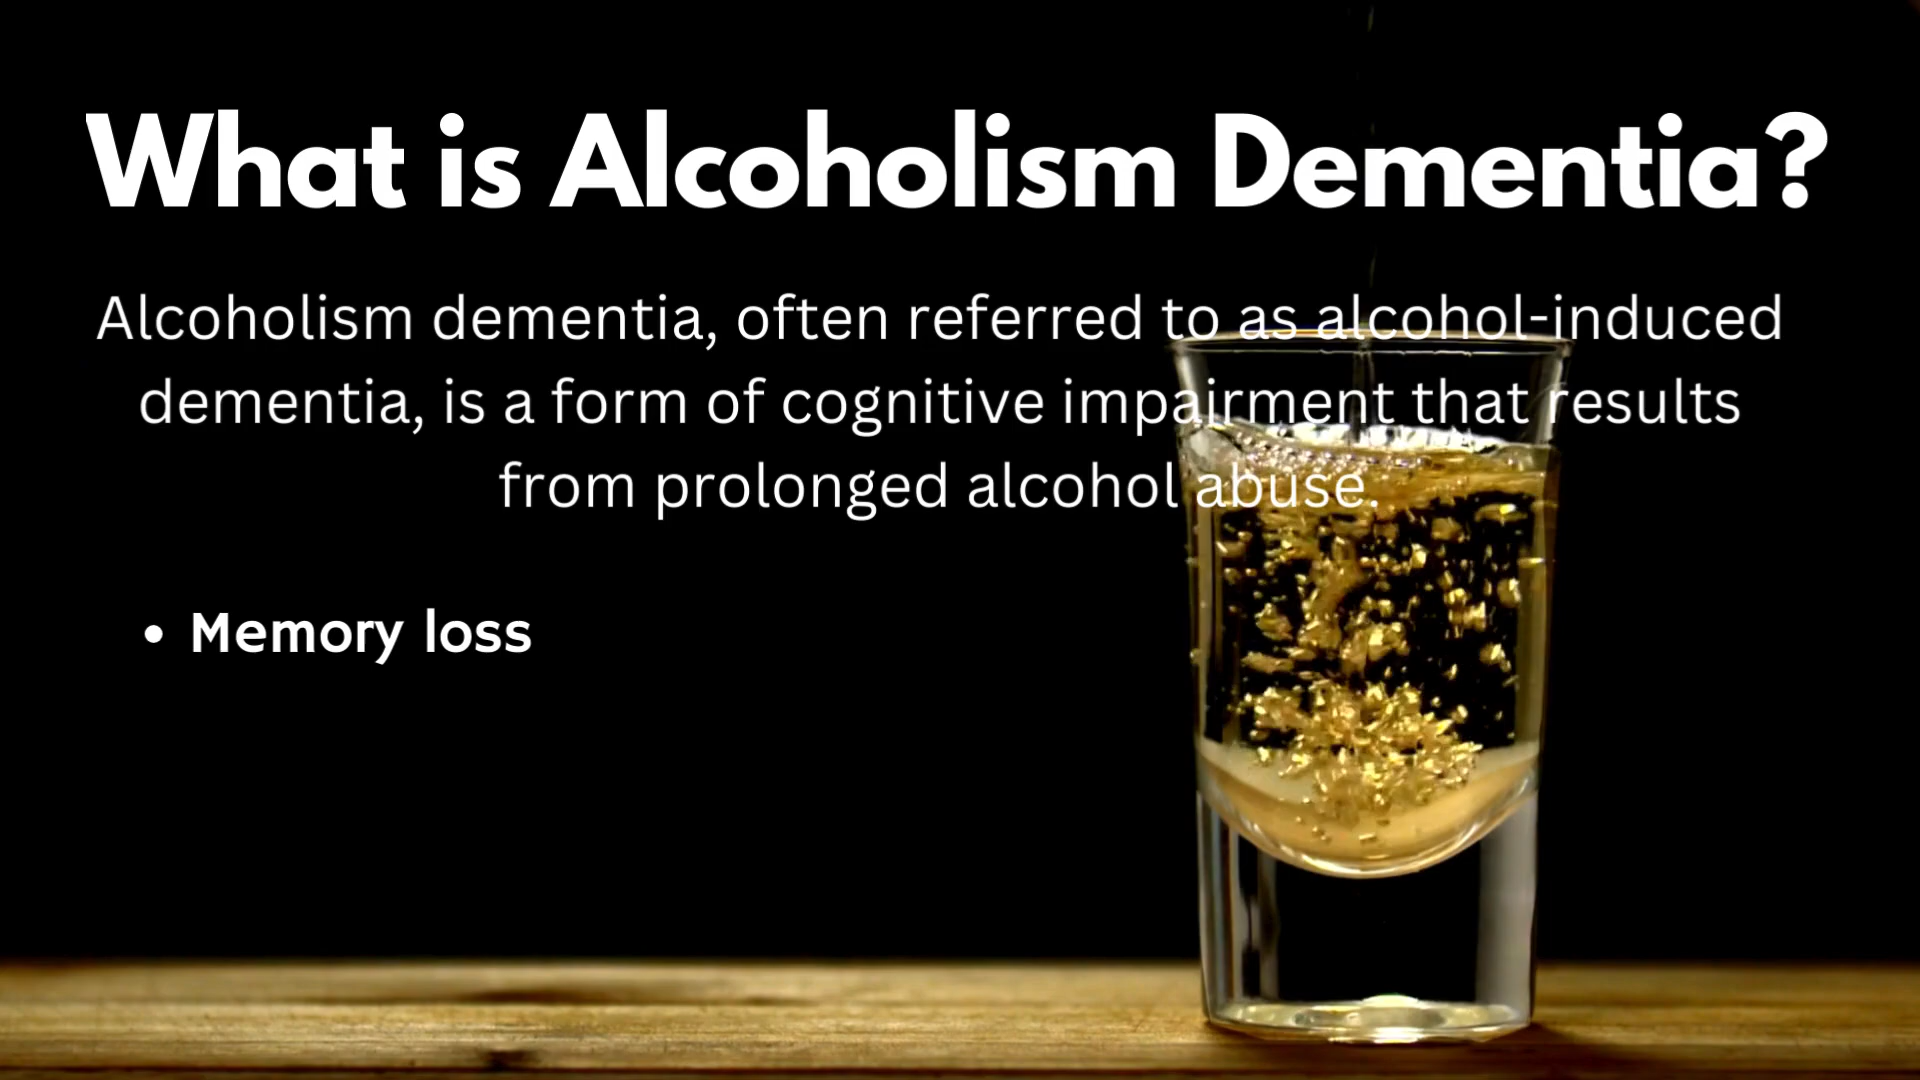 What is Alcoholism Dementia?
Alcoholism dementia, often referred to as alcohol-induced
dementia, is a form of cognitive impairment that results
from prolonged alcohol abuse.
• Memory loss